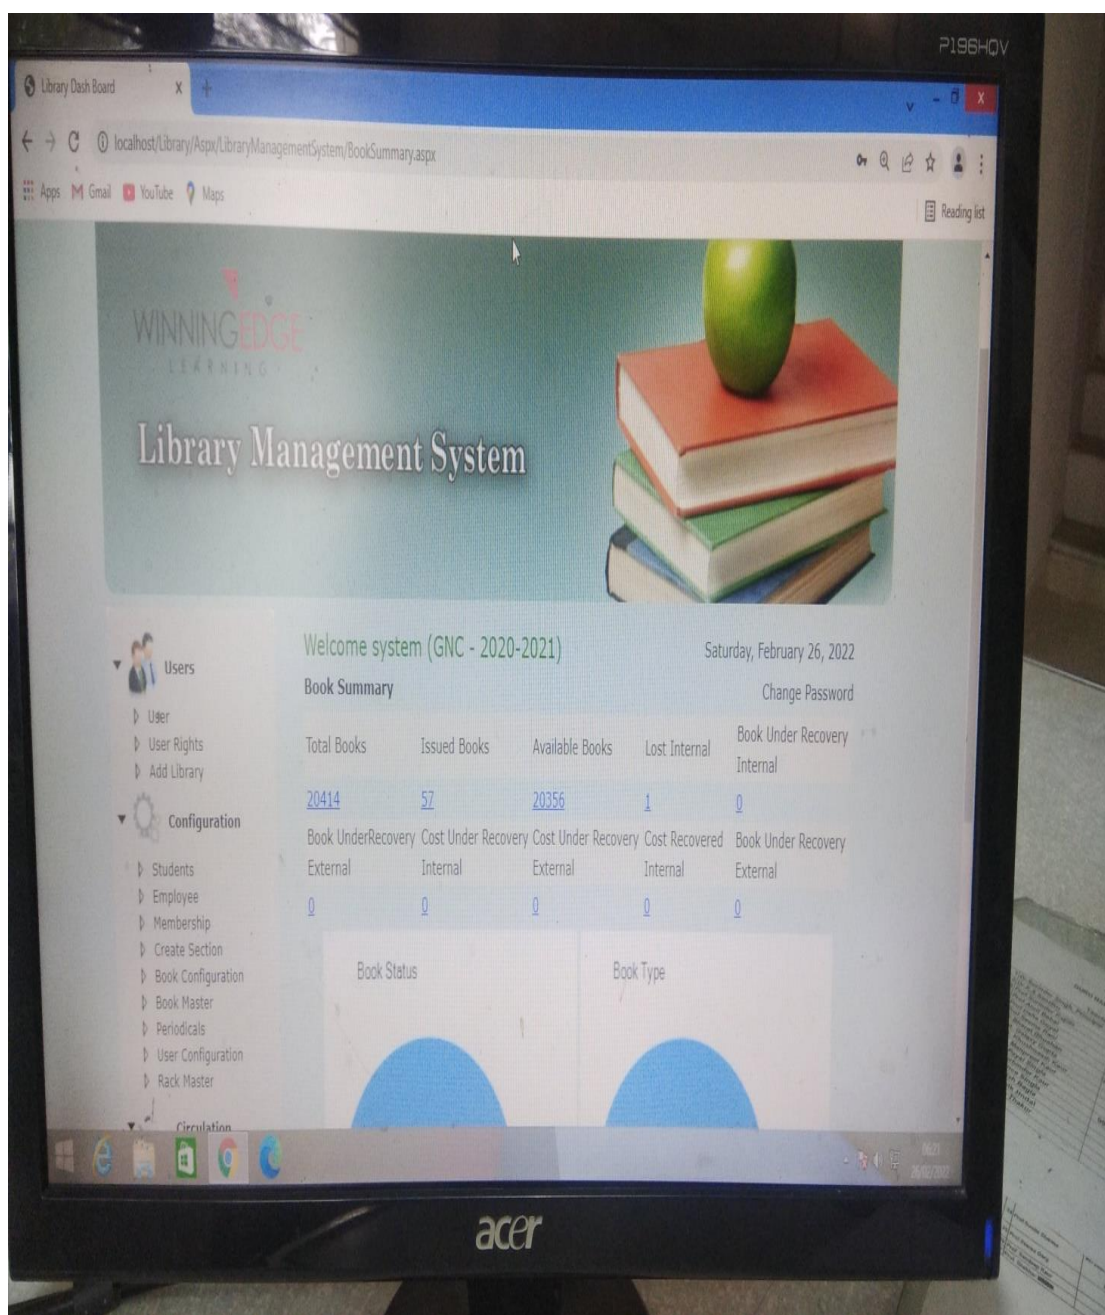 P196HQV
Library Dash Board
localhost/Library/Aspx/LibraryManagementSystem/BookSummary.aspx
Apps Gmail YouTube Maps
Reading list
WINNINGEDGE
LEARNING
Library Management System
Welcome system (GNC - 2020-2021)
Saturday, February 26, 2022
Book Summary
Change Password
Users
User
User Rights
Add Library
Configuration
Students
Employee
Membership
Create Section
Book Configuration
Book Master
Periodicals
User Configuration
Rack Master
Circulation
Total Books Issued Books Available Books Lost Internal Book Under Recovery Internal
20414 57 20356 1 0
Book UnderRecovery External Cost Under Recovery Internal Cost Under Recovery External Cost Recovered Internal Book Under Recovery External
0 0 0 0 0
Book Status Book Type
06:21
26/02/2022
acer